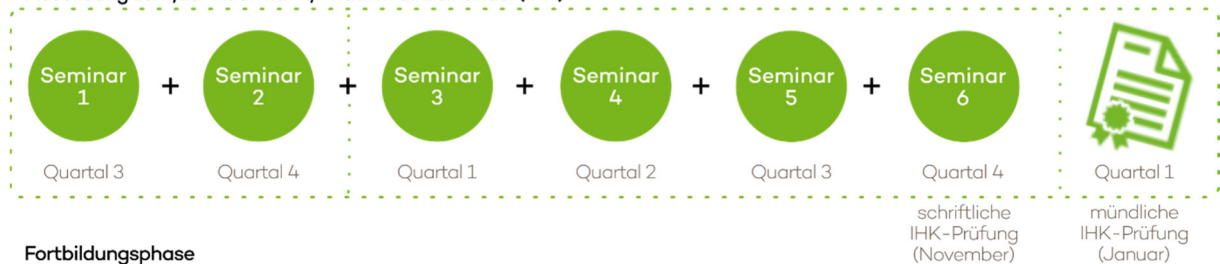 Seminar 1
+
Seminar 2
+
Seminar 3
+
Seminar 4
+
Seminar 5
+
Seminar 6
Quartal 3
Quartal 4
Quartal 1
Quartal 2
Quartal 3
Quartal 4
Quartal 1
schriftliche
IHK-Prüfung
(November)
mündliche
IHK-Prüfung
(Januar)
Fortbildungsphase